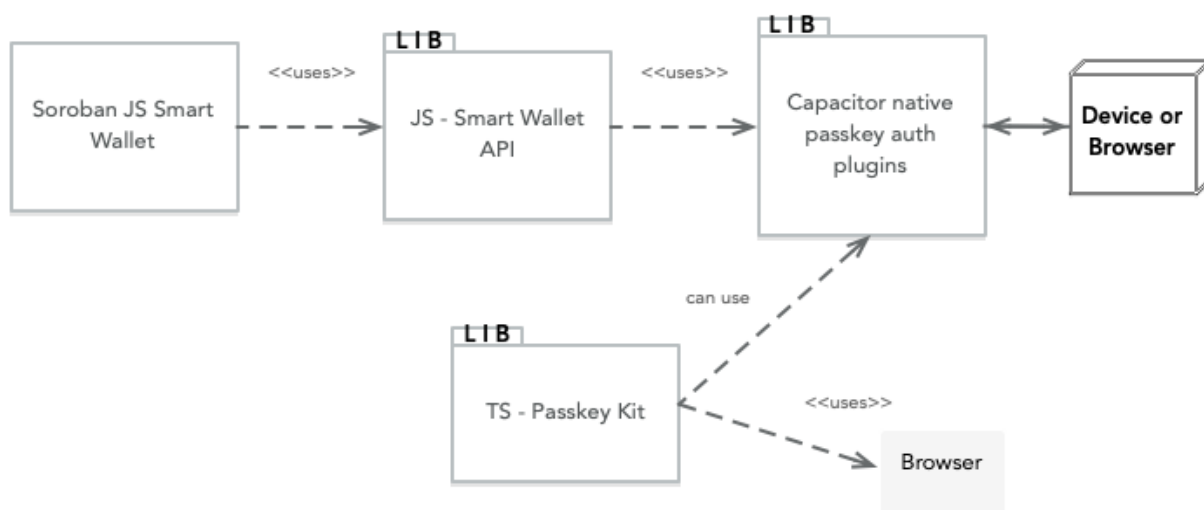 LIB
LIB
<<uses>>
<<uses>>
Soroban JS Smart
Wallet
JS - Smart Wallet
API
Capacitor native
passkey auth
plugins
Device or
Browser
can use
LIB
TS - Passkey Kit
<<uses>>
Browser